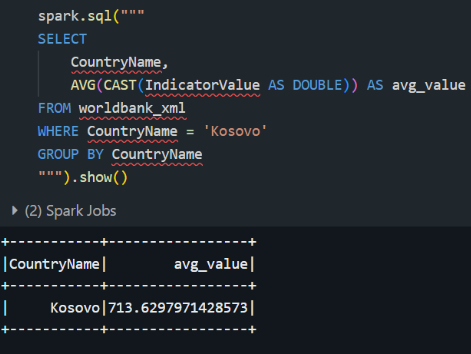 spark.sql("""
SELECT
    CountryName,
    AVG(CAST(IndicatorValue AS DOUBLE)) AS avg_value
FROM worldbank_xml
WHERE CountryName = 'Kosovo'
GROUP BY CountryName
""").show()
(2) Spark Jobs
+-----------+-----------------+
|CountryName|        avg_value|
+-----------+-----------------+
|     Kosovo|713.6297971428573|
+-----------+-----------------+